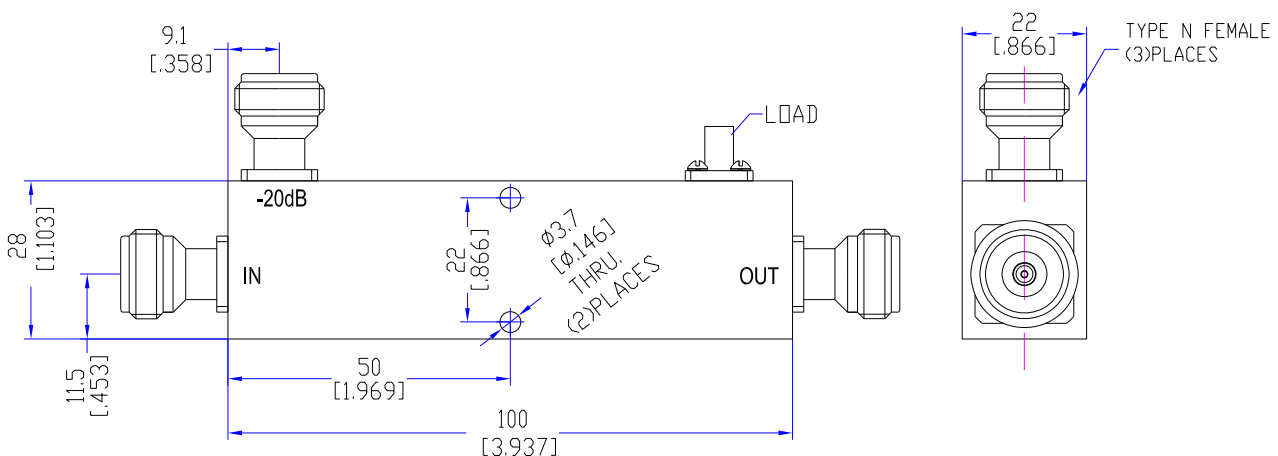 9.1
[.358]
22
[.866]
TYPE N FEMALE
(3)PLACES
LOAD
-20dB
28
[1.103]
IN
22
[.866]
Ø3.7
[Ø.146]
THRU.
(2)PLACES
OUT
11.5
[.453]
50
[1.969]
100
[3.937]